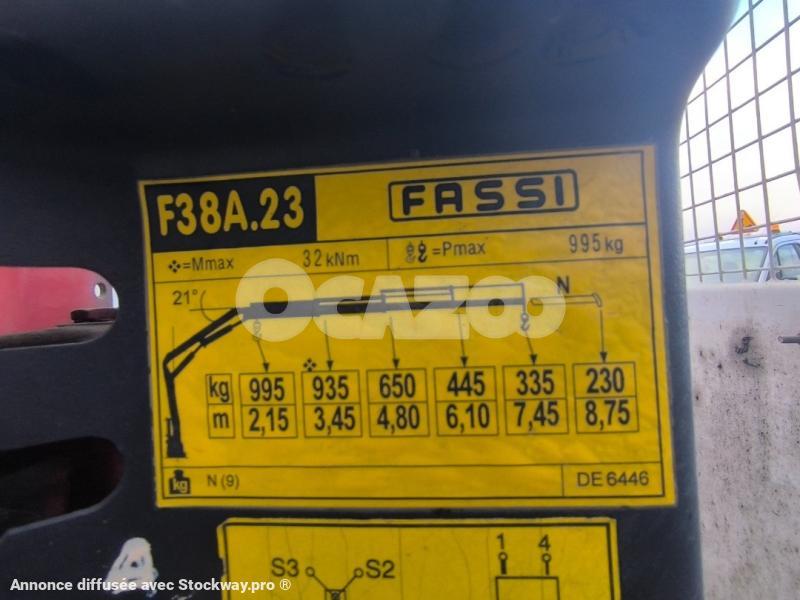 F38A.23 FASSI
=Mmax 32 kNm =Pmax 995 kg
21° N
OCAZOO
kg 995 935 650 445 335 230
m 2,15 3,45 4,80 6,10 7,45 8,75
kg N (9) DE 6446
S3 S2 1 4
Annonce diffusée avec Stockway.pro ®